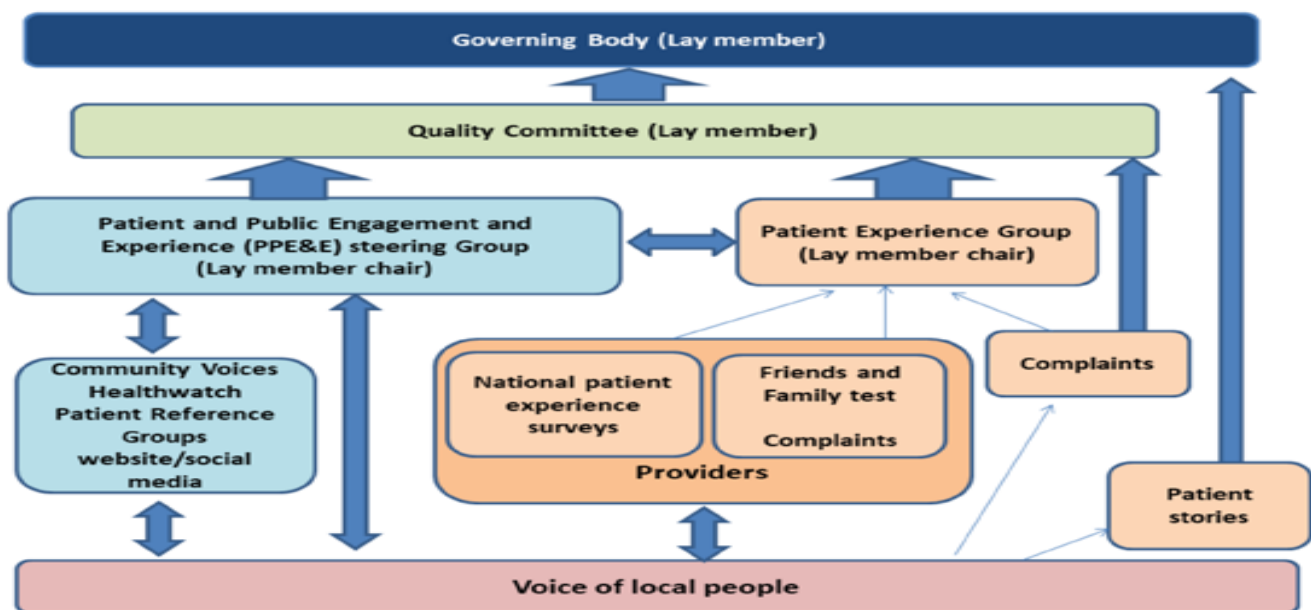 Governing Body (Lay member)
Quality Committee (Lay member)
Patient and Public Engagement and
Experience (PPE&E) steering Group
(Lay member chair)
Patient Experience Group
(Lay member chair)
Community Voices
Healthwatch
Patient Reference
Groups
website/social
media
National patient
experience
surveys
Friends and
Family test
Complaints
Providers
Complaints
Patient
stories
Voice of local people